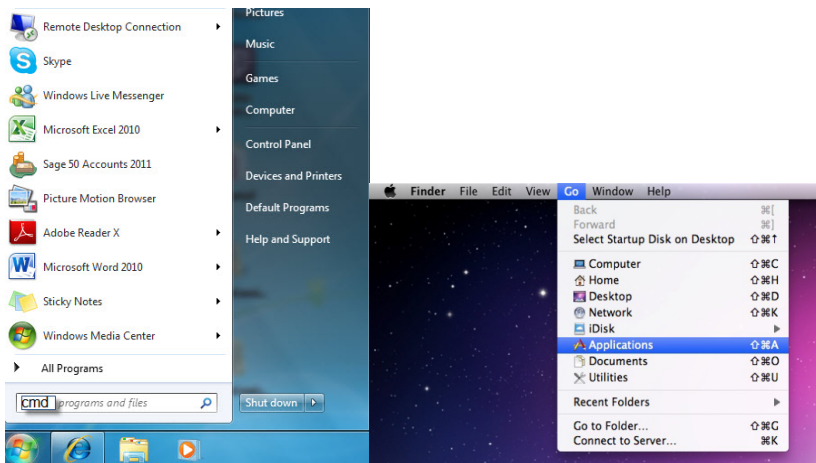 Remote Desktop Connection
Skype
Windows Live Messenger
Microsoft Excel 2010
Sage 50 Accounts 2011
Picture Motion Browser
Adobe Reader X
Microsoft Word 2010
Sticky Notes
Windows Media Center
All Programs
cmd programs and files
Pictures
Music
Games
Computer
Control Panel
Devices and Printers
Default Programs
Help and Support
Shut down
Finder File Edit View Go Window Help
Back ⌘[
Forward ⌘]
Select Startup Disk on Desktop ⇧⌘↑
Computer ⇧⌘C
Home ⇧⌘H
Desktop ⇧⌘D
Network ⇧⌘K
iDisk
Applications ⇧⌘A
Documents ⇧⌘O
Utilities ⇧⌘U
Recent Folders
Go to Folder... ⇧⌘G
Connect to Server... ⌘K